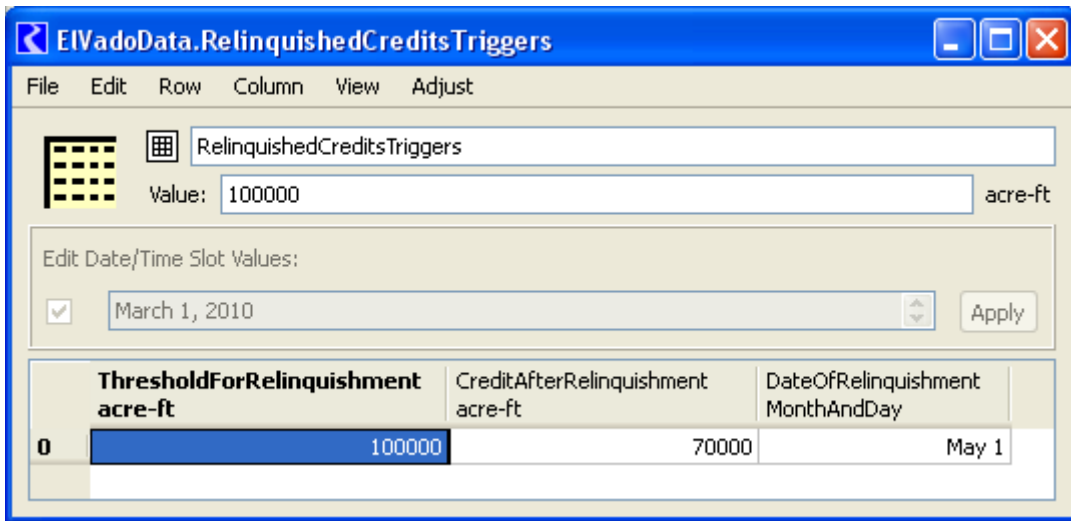 ElVadoData.RelinquishedCreditsTriggers
File Edit Row Column View Adjust
RelinquishedCreditsTriggers
Value: 100000 acre-ft
Edit Date/Time Slot Values:
March 1, 2010 Apply
ThresholdForRelinquishment CreditAfterRelinquishment DateOfRelinquishment
acre-ft acre-ft MonthAndDay
0 100000 70000 May 1